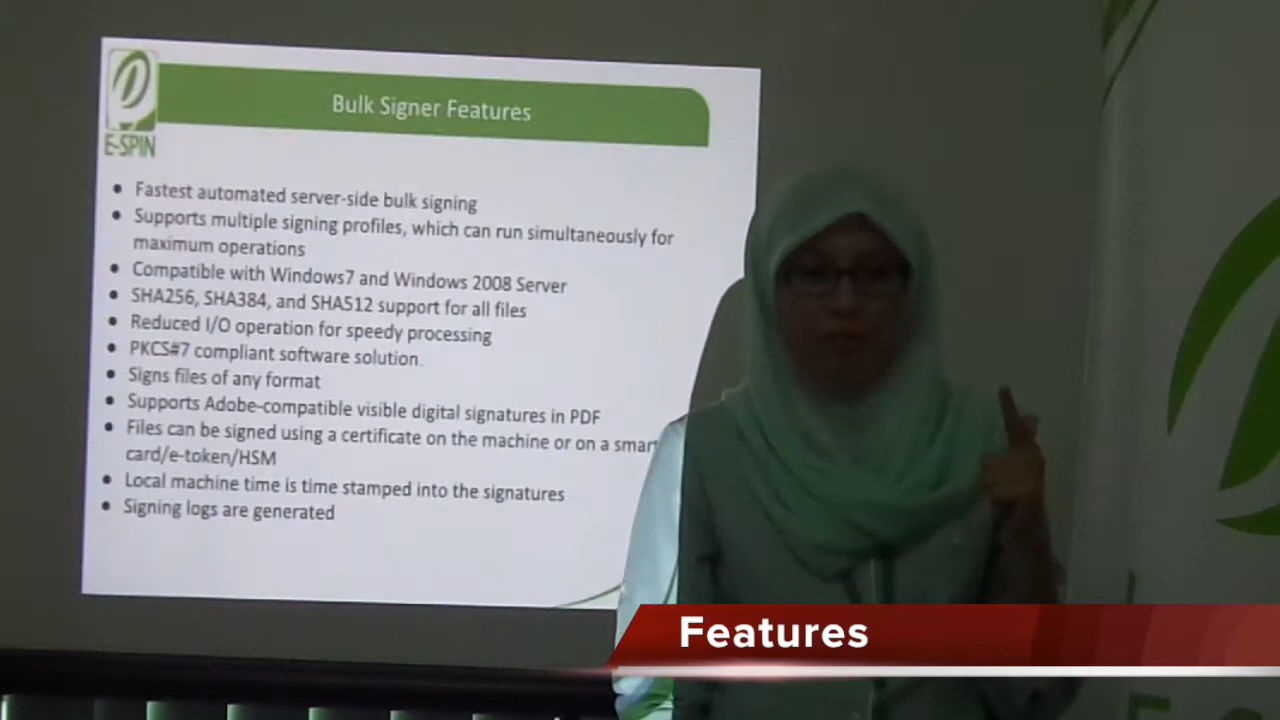 E-SPIN
Bulk Signer Features
● Fastest automated server-side bulk signing
● Supports multiple signing profiles, which can run simultaneously for
maximum operations
● Compatible with Windows7 and Windows 2008 Server
● SHA256, SHA384, and SHA512 support for all files
● Reduced I/O operation for speedy processing
● PKCS#7 compliant software solution.
● Signs files of any format
● Supports Adobe-compatible visible digital signatures in PDF
● Files can be signed using a certificate on the machine or on a smar
card/e-token/HSM
● Local machine time is time stamped into the signatures
● Signing logs are generated
Features